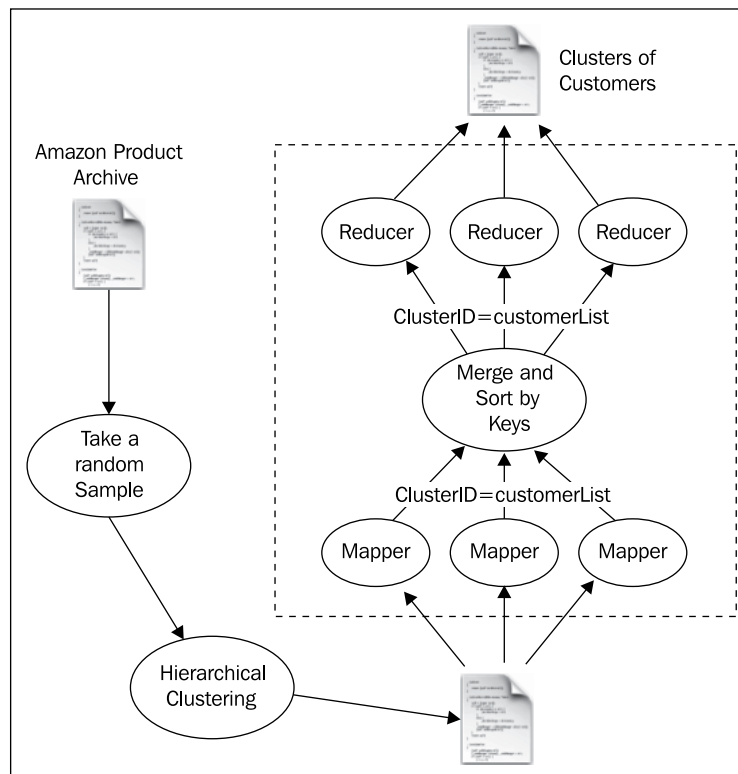 Clusters of
Customers
Amazon Product
Archive
Reducer
Reducer
Reducer
ClusterID=customerList
Merge and
Sort by
Keys
Take a
random
Sample
ClusterID=customerList
Mapper
Mapper
Mapper
Hierarchical
Clustering